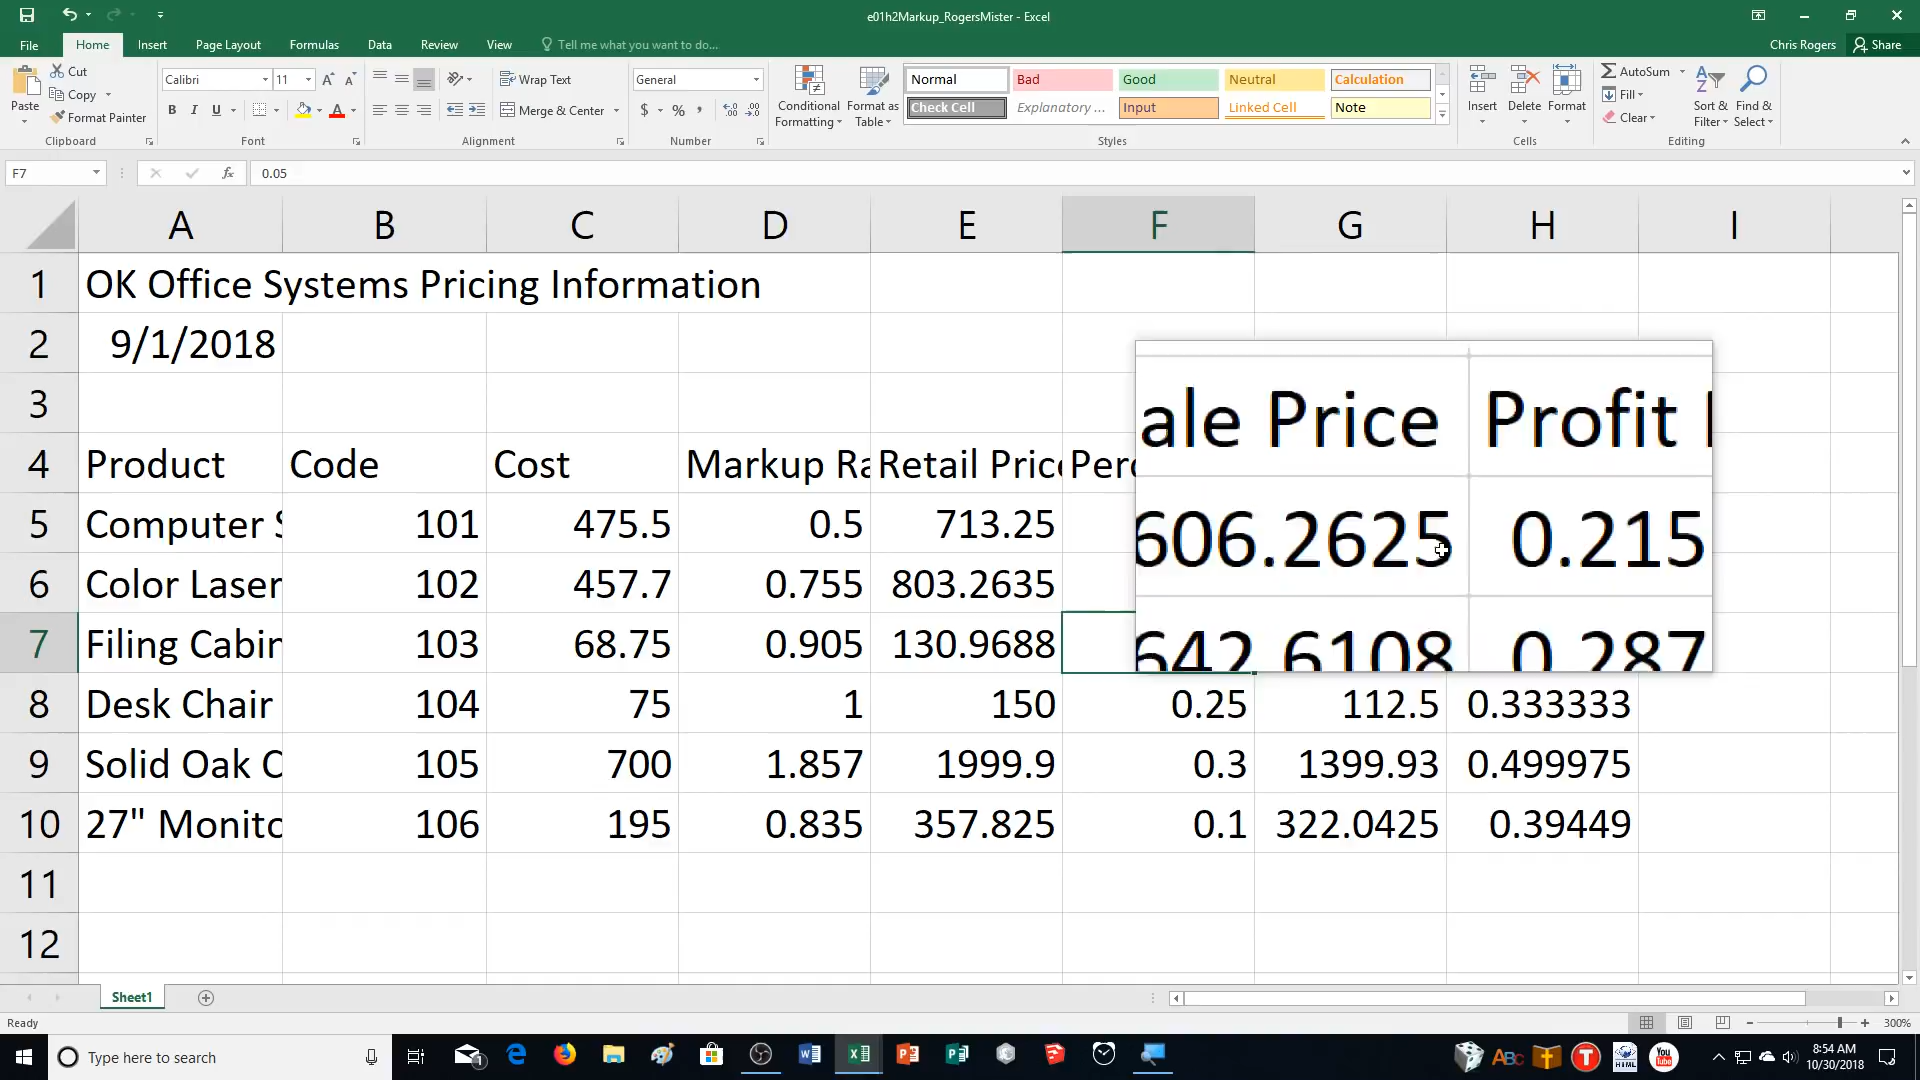 e01h2Markup_RogersMister - Excel
File Home Insert Page Layout Formulas Data Review View Tell me what you want to do... Chris Rogers Share
Paste Cut Copy Format Painter Clipboard
Calibri 11 B I U Font
Wrap Text Merge & Center Alignment
General $ % Number
Conditional Formatting Format as Table
Normal Bad Good Neutral Calculation
Check Cell Explanatory ... Input Linked Cell Note
Styles
Insert Delete Format Cells
AutoSum Fill Clear Sort & Filter Find & Select Editing
F7 fx 0.05
A B C D E F G H I
1 OK Office Systems Pricing Information
2 9/1/2018
3
4 Product Code Cost Markup Ra Retail Price Perc
5 Computer S 101 475.5 0.5 713.25
6 Color Laser 102 457.7 0.755 803.2635
7 Filing Cabin 103 68.75 0.905 130.9688
8 Desk Chair 104 75 1 150 0.25 112.5 0.333333
9 Solid Oak C 105 700 1.857 1999.9 0.3 1399.93 0.499975
10 27" Monito 106 195 0.835 357.825 0.1 322.0425 0.39449
11
12
ale Price Profit
606.2625 0.215
642.6108 0.287
Sheet1
Ready 300%
Type here to search
8:54 AM
10/30/2018